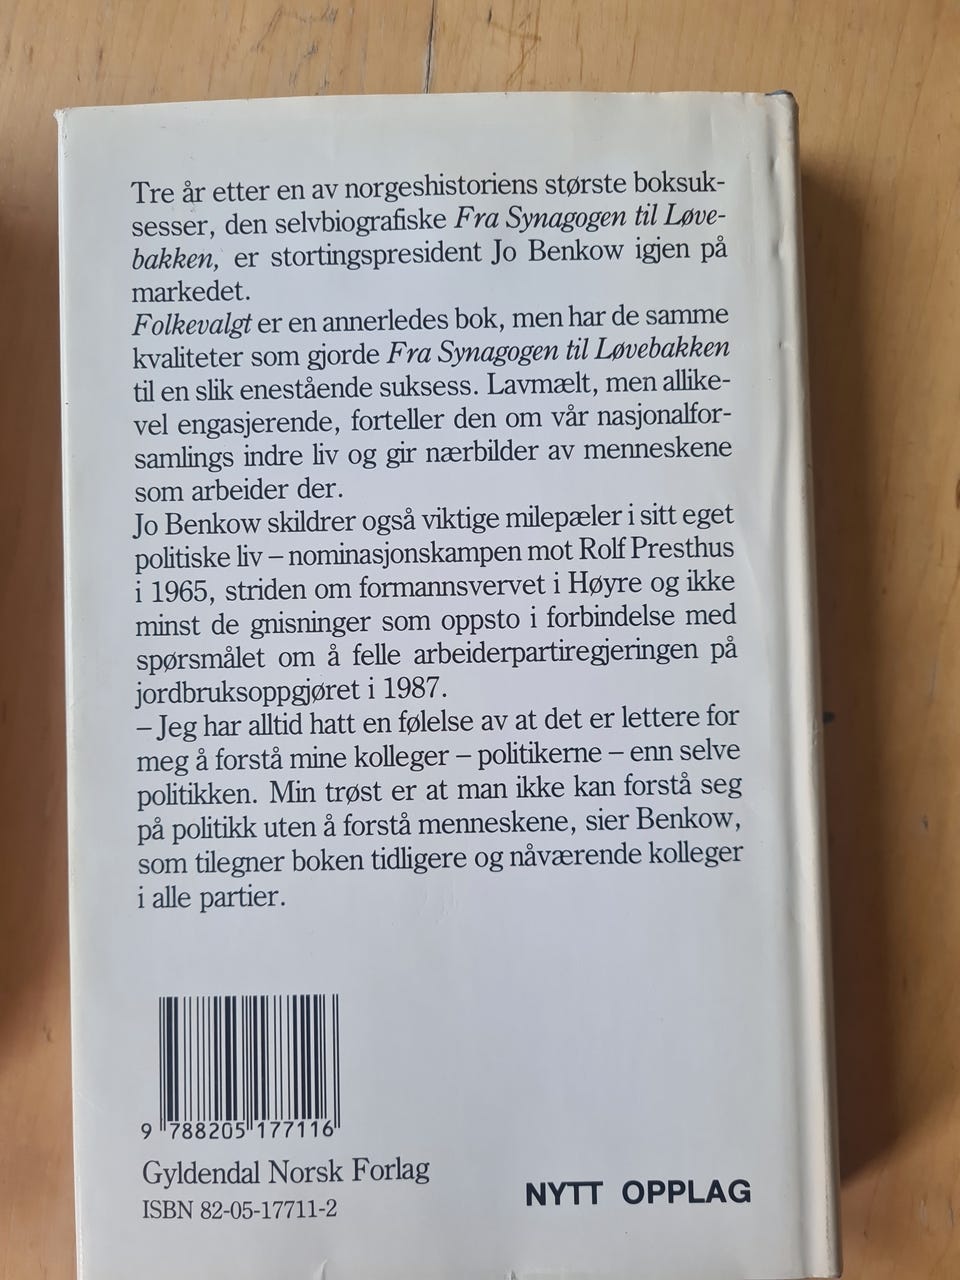 Tre år etter en av norgeshistoriens største boksuk-
sesser, den selvbiografiske Fra Synagogen til Løve-
bakken, er stortingspresident Jo Benkow igjen på
markedet.
Folkevalgt er en annerledes bok, men har de samme
kvaliteter som gjorde Fra Synagogen til Løvebakken
til en slik enestående suksess. Lavmælt, men allike-
vel engasjerende, forteller den om vår nasjonalfor-
samlings indre liv og gir nærbilder av menneskene
som arbeider der.
Jo Benkow skildrer også viktige milepæler i sitt eget
politiske liv – nominasjonskampen mot Rolf Presthus
i 1965, striden om formannsvervet i Høyre og ikke
minst de gnisninger som oppsto i forbindelse med
spørsmålet om å felle arbeiderpartiregjeringen på
jordbruksoppgjøret i 1987.
– Jeg har alltid hatt en følelse av at det er lettere for
meg å forstå mine kolleger – politikerne – enn selve
politikken. Min trøst er at man ikke kan forstå seg
på politikk uten å forstå menneskene, sier Benkow,
som tilegner boken tidligere og nåværende kolleger
i alle partier.
9 788205 177116
Gyldendal Norsk Forlag
ISBN 82-05-17711-2
NYTT OPPLAG